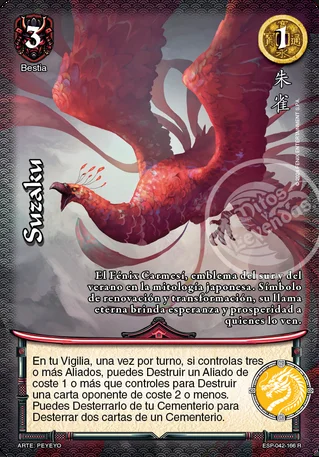 3
1
Bestia
朱雀
Suzaku
Mitos y Leyendas
El Fénix Carmesí, emblema del sur y del
verano en la mitología japonesa. Símbolo
de renovación y transformación, su llama
eterna brinda esperanza y prosperidad a
quienes lo ven.
En tu Vigilia, una vez por turno, si controlas tres
o más Aliados, puedes Destruir un Aliado de
coste 1 o más que controles para Destruir
una carta oponente de coste 2 o menos.
Puedes Desterrarlo de tu Cementerio para
Desterrar dos cartas de un Cementerio.
ARTE: PEYEYO
ESP-042-166 R